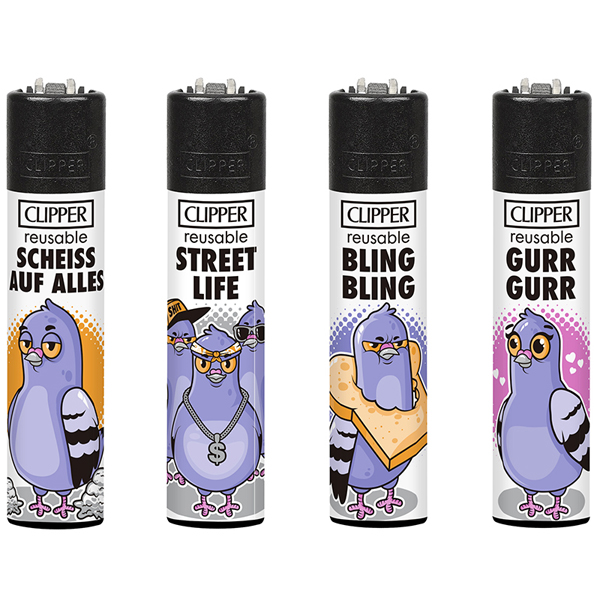 CLIPPER
CLIPPER
reusable
SCHEISS
AUF ALLES
CLIPPER
CLIPPER
reusable
STREET
LIFE
SHIT
$
CLIPPER
CLIPPER
reusable
BLING
BLING
CLIPPER
CLIPPER
reusable
GURR
GURR